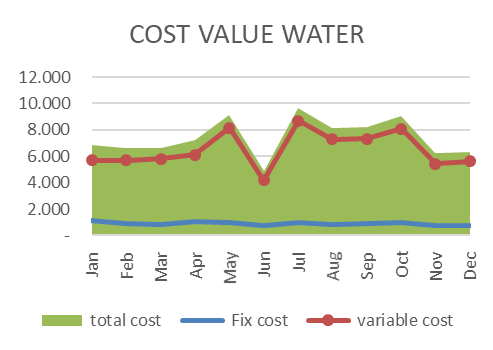 COST VALUE WATER
12.000
10.000
8.000
6.000
4.000
2.000
-
Jan Feb Mar Apr May Jun Jul Aug Sep Oct Nov Dec
total cost Fix cost variable cost